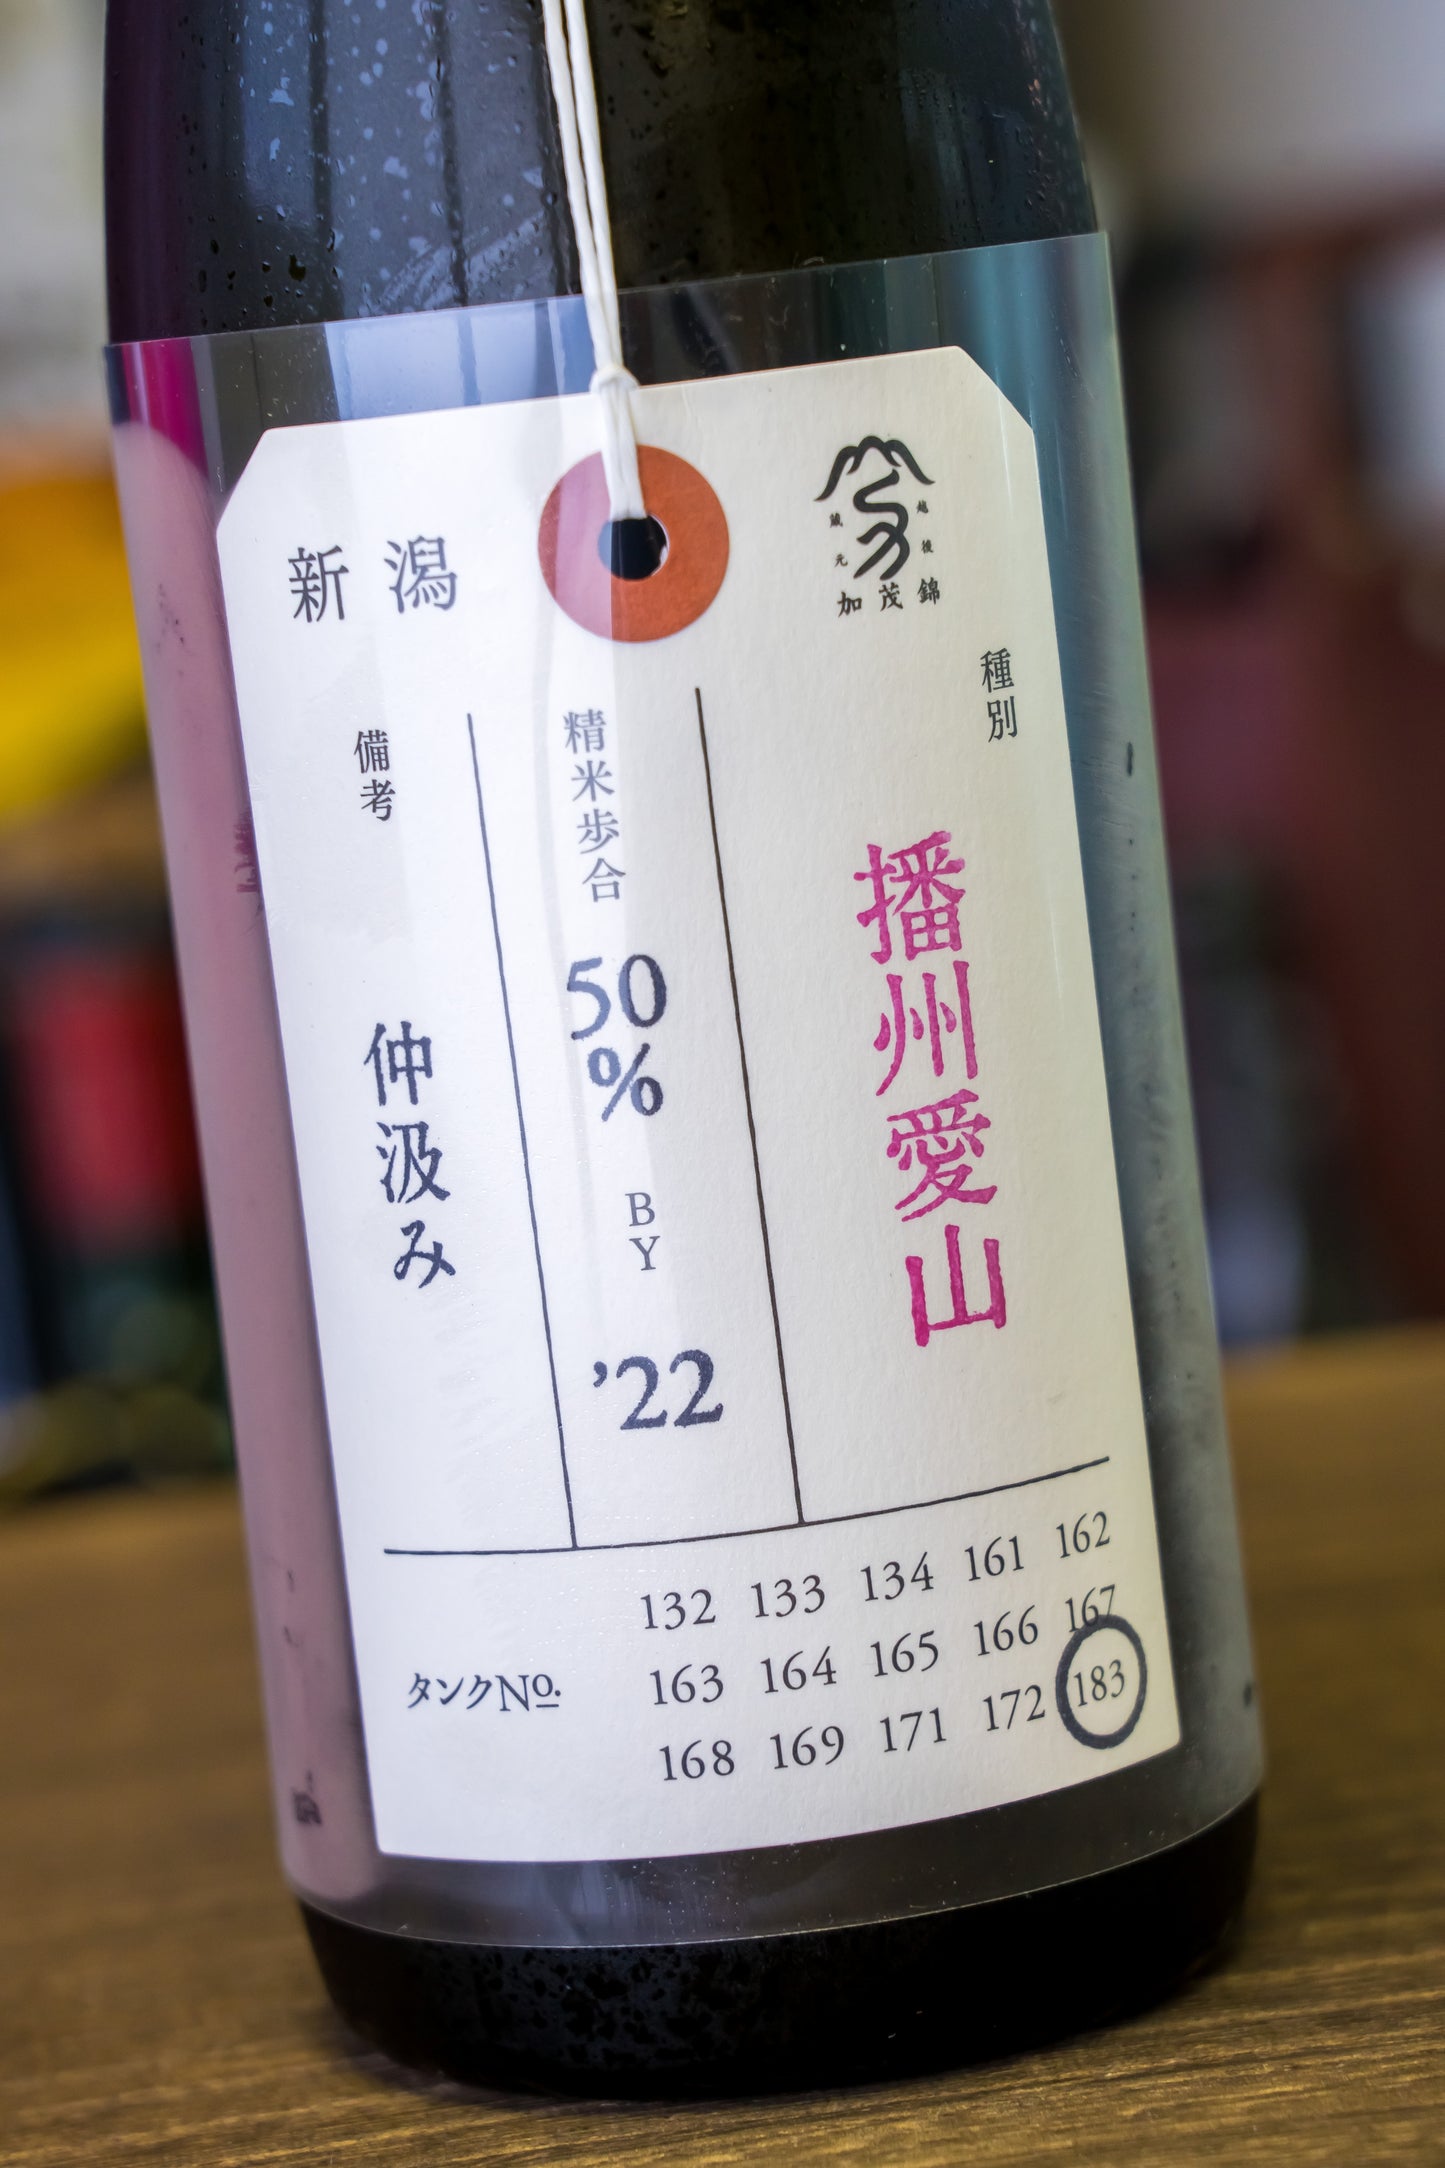 新潟
越後
蔵元
加茂錦
種別
播州愛山
精米歩合
50
%
BY
’22
備考
仲汲み
タンクNo.
132 133 134 161 162
163 164 165 166 167
168 169 171 172 183